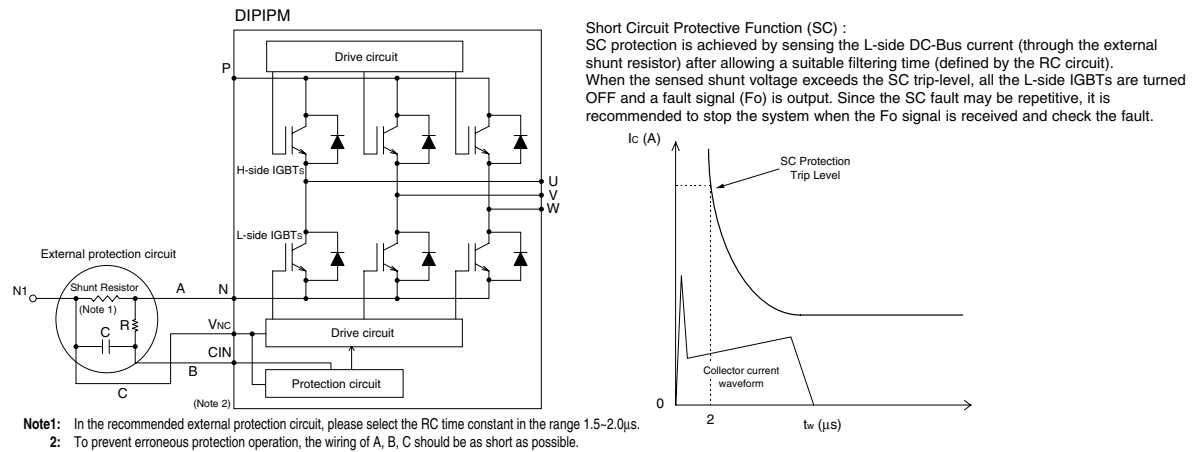 DIPIPM
Drive circuit
P
H-side IGBTs
U
V
W
L-side IGBTs
External protection circuit
Shunt Resistor
A
N
N1
(Note 1)
VNC
R
C
Drive circuit
CIN
B
C
Protection circuit
(Note 2)
Short Circuit Protective Function (SC) :
SC protection is achieved by sensing the L-side DC-Bus current (through the external
shunt resistor) after allowing a suitable filtering time (defined by the RC circuit).
When the sensed shunt voltage exceeds the SC trip-level, all the L-side IGBTs are turned
OFF and a fault signal (Fo) is output. Since the SC fault may be repetitive, it is
recommended to stop the system when the Fo signal is received and check the fault.
IC (A)
SC Protection
Trip Level
Collector current
waveform
0
2
tw (µs)
Note1: In the recommended external protection circuit, please select the RC time constant in the range 1.5~2.0µs.
2: To prevent erroneous protection operation, the wiring of A, B, C should be as short as possible.